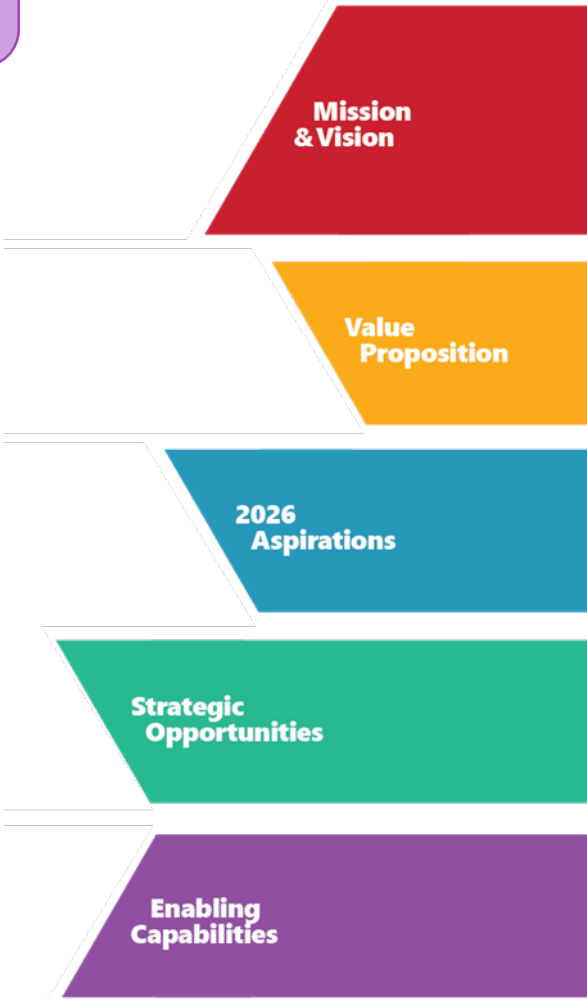 Mission
& Vision
Value
Proposition
2026
Aspirations
Strategic
Opportunities
Enabling
Capabilities